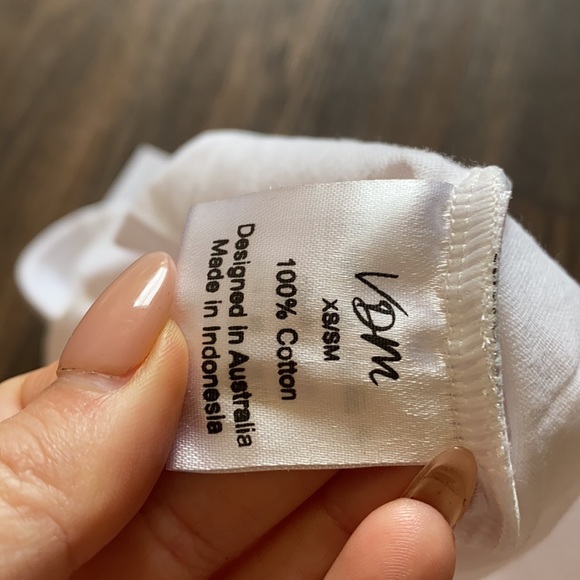 VDM
XS/SM
100% Cotton
Designed in Australia
Made in Indonesia